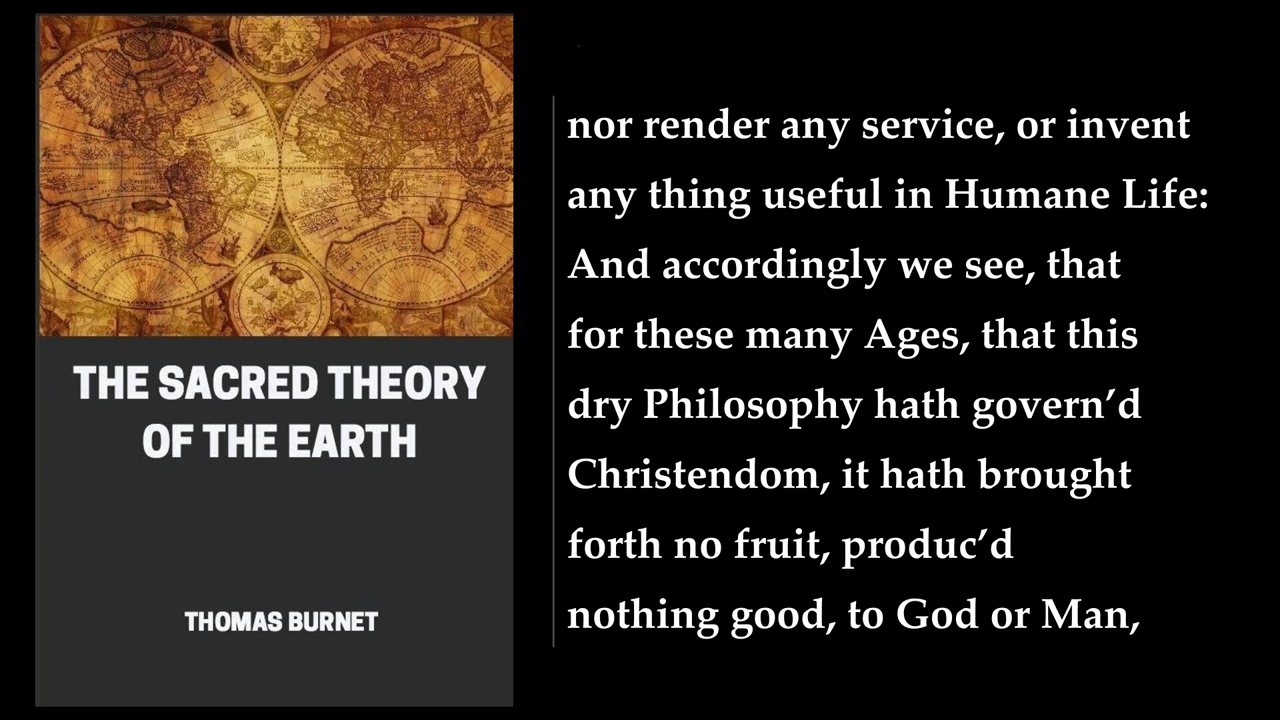 THE SACRED THEORY
OF THE EARTH
THOMAS BURNET
nor render any service, or invent
any thing useful in Humane Life:
And accordingly we see, that
for these many Ages, that this
dry Philosophy hath govern’d
Christendom, it hath brought
forth no fruit, produc’d
nothing good, to God or Man,